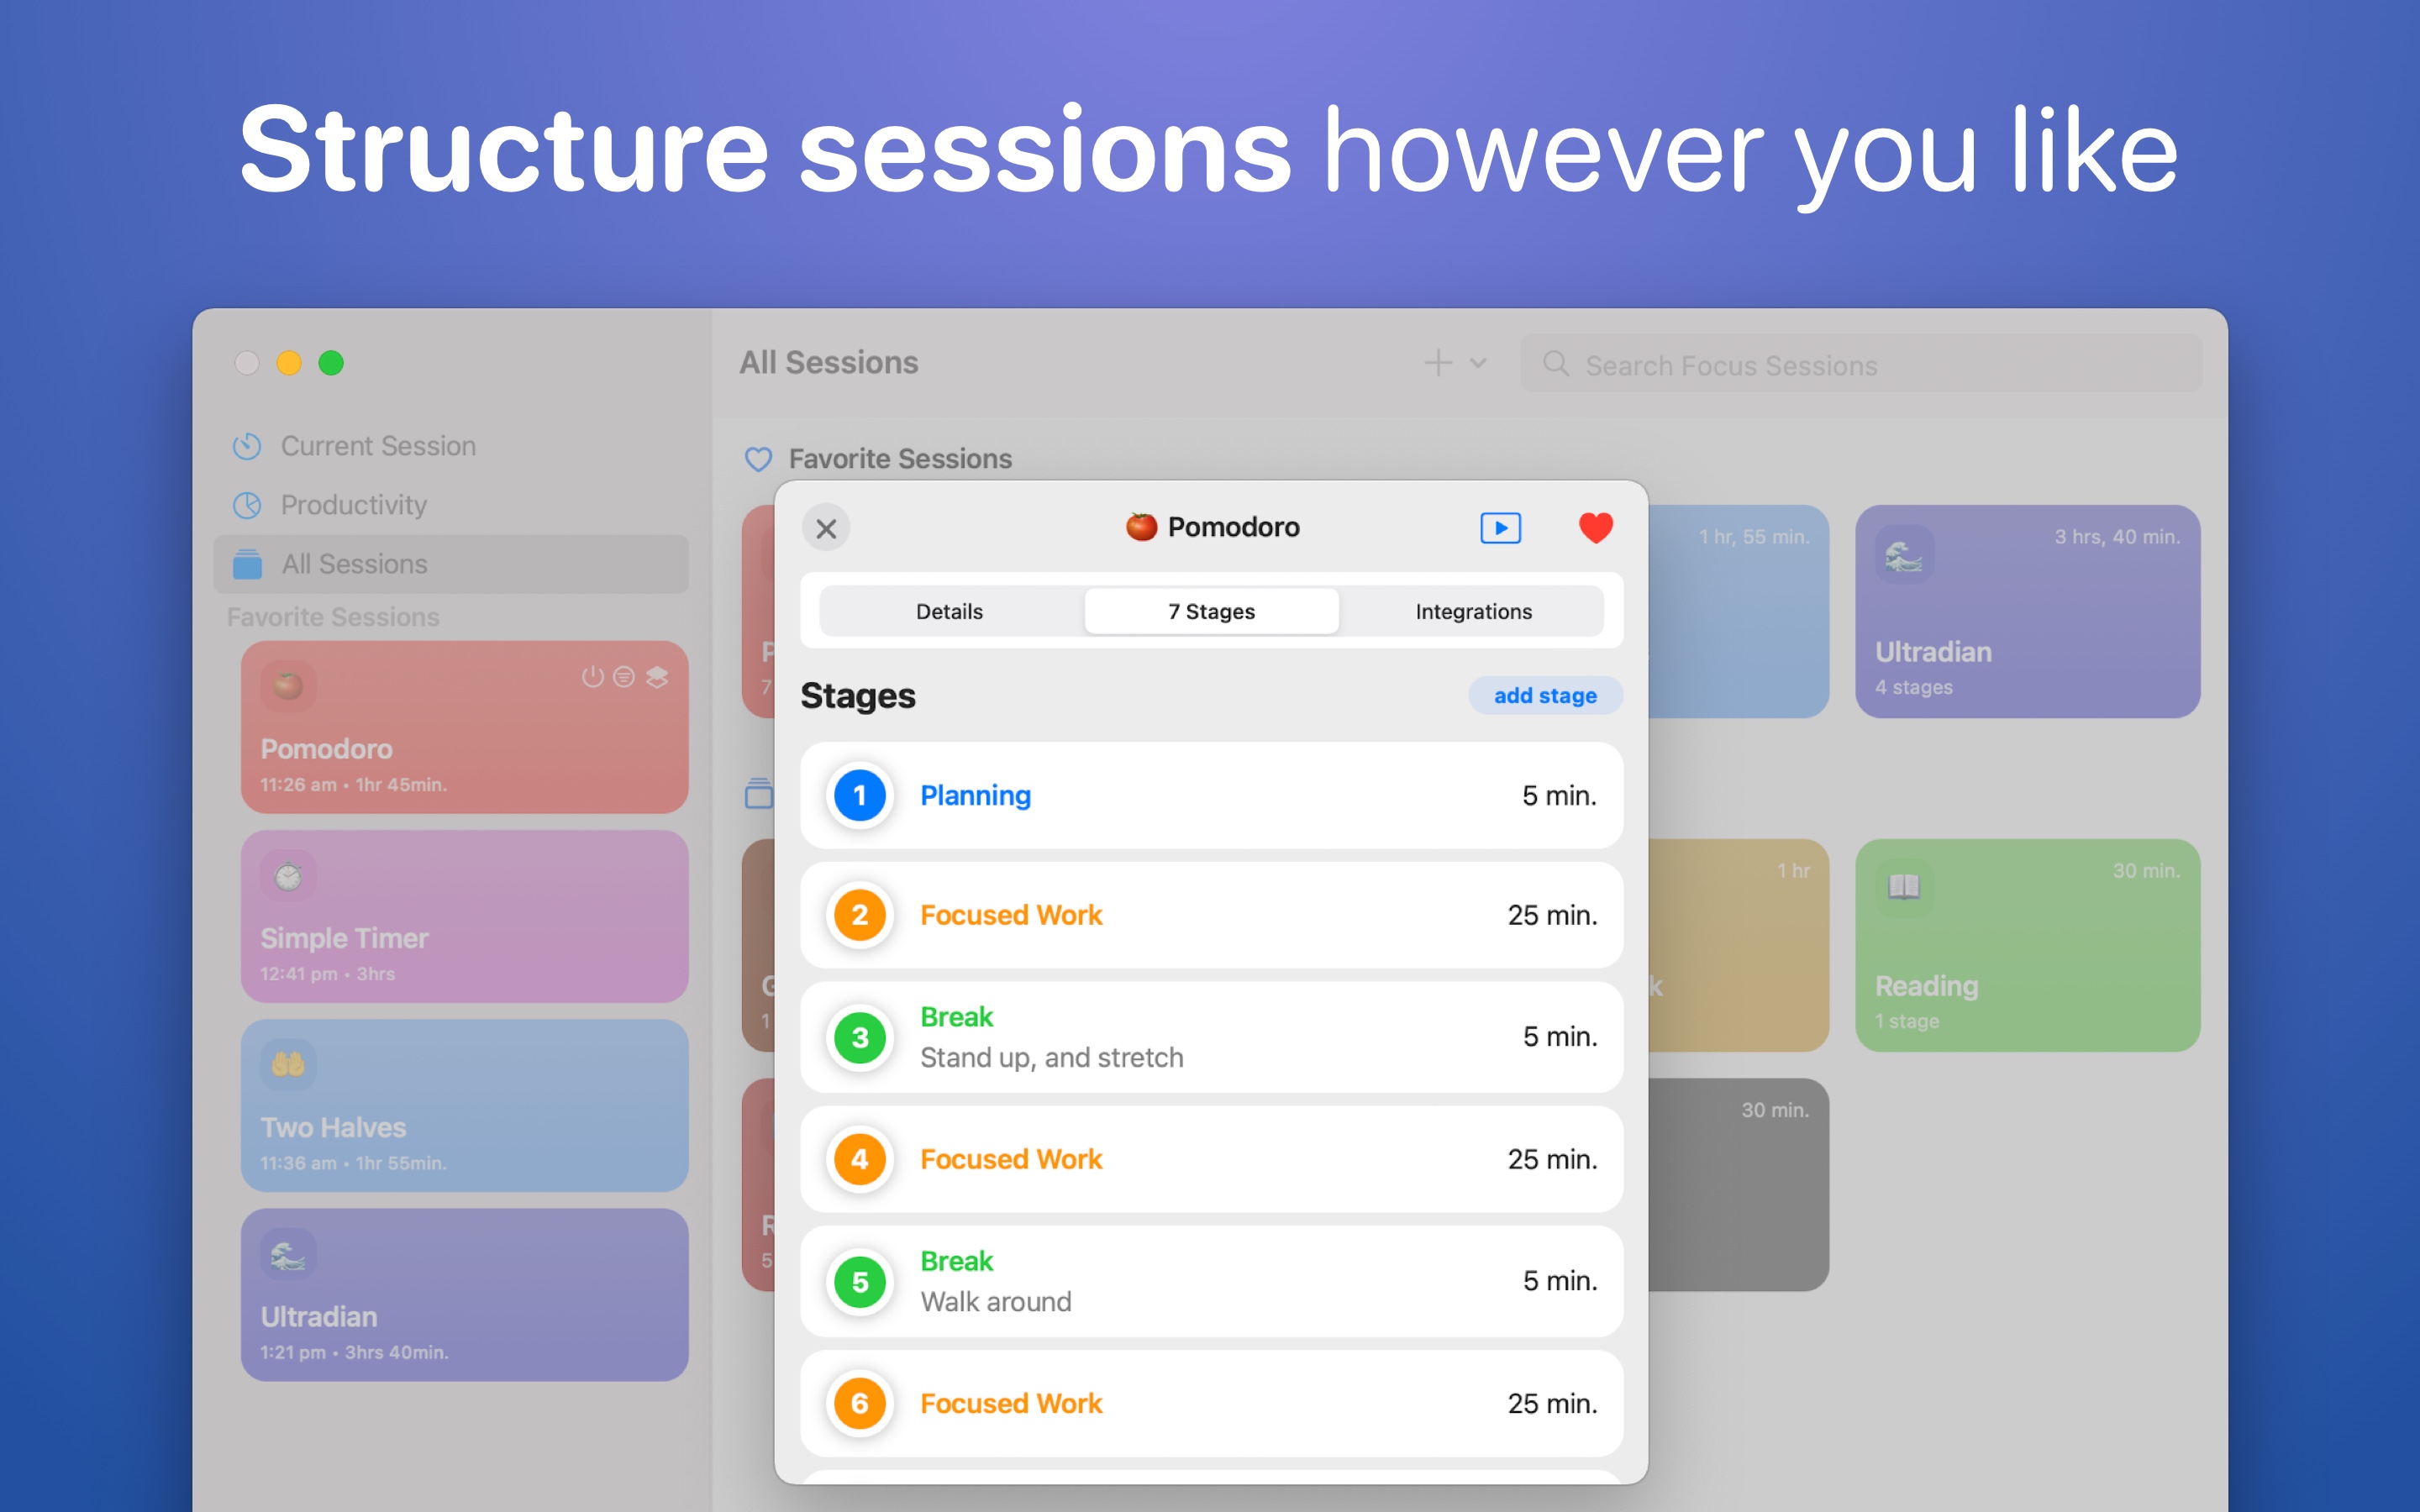 Structure sessions however you like
All Sessions
Search Focus Sessions
Current Session
Productivity
All Sessions
Favorite Sessions
Pomodoro
11:26 am • 1hr 45min.
Simple Timer
12:41 pm • 3hrs
Two Halves
11:36 am • 1hr 55min.
Ultradian
1:21 pm • 3hrs 40min.
Favorite Sessions
1 hr, 55 min.
3 hrs, 40 min.
Ultradian
4 stages
1 hr
30 min.
Reading
1 stage
30 min.
Pomodoro
Details
7 Stages
Integrations
Stages
add stage
1 Planning 5 min.
2 Focused Work 25 min.
3 Break 5 min.
Stand up, and stretch
4 Focused Work 25 min.
5 Break 5 min.
Walk around
6 Focused Work 25 min.